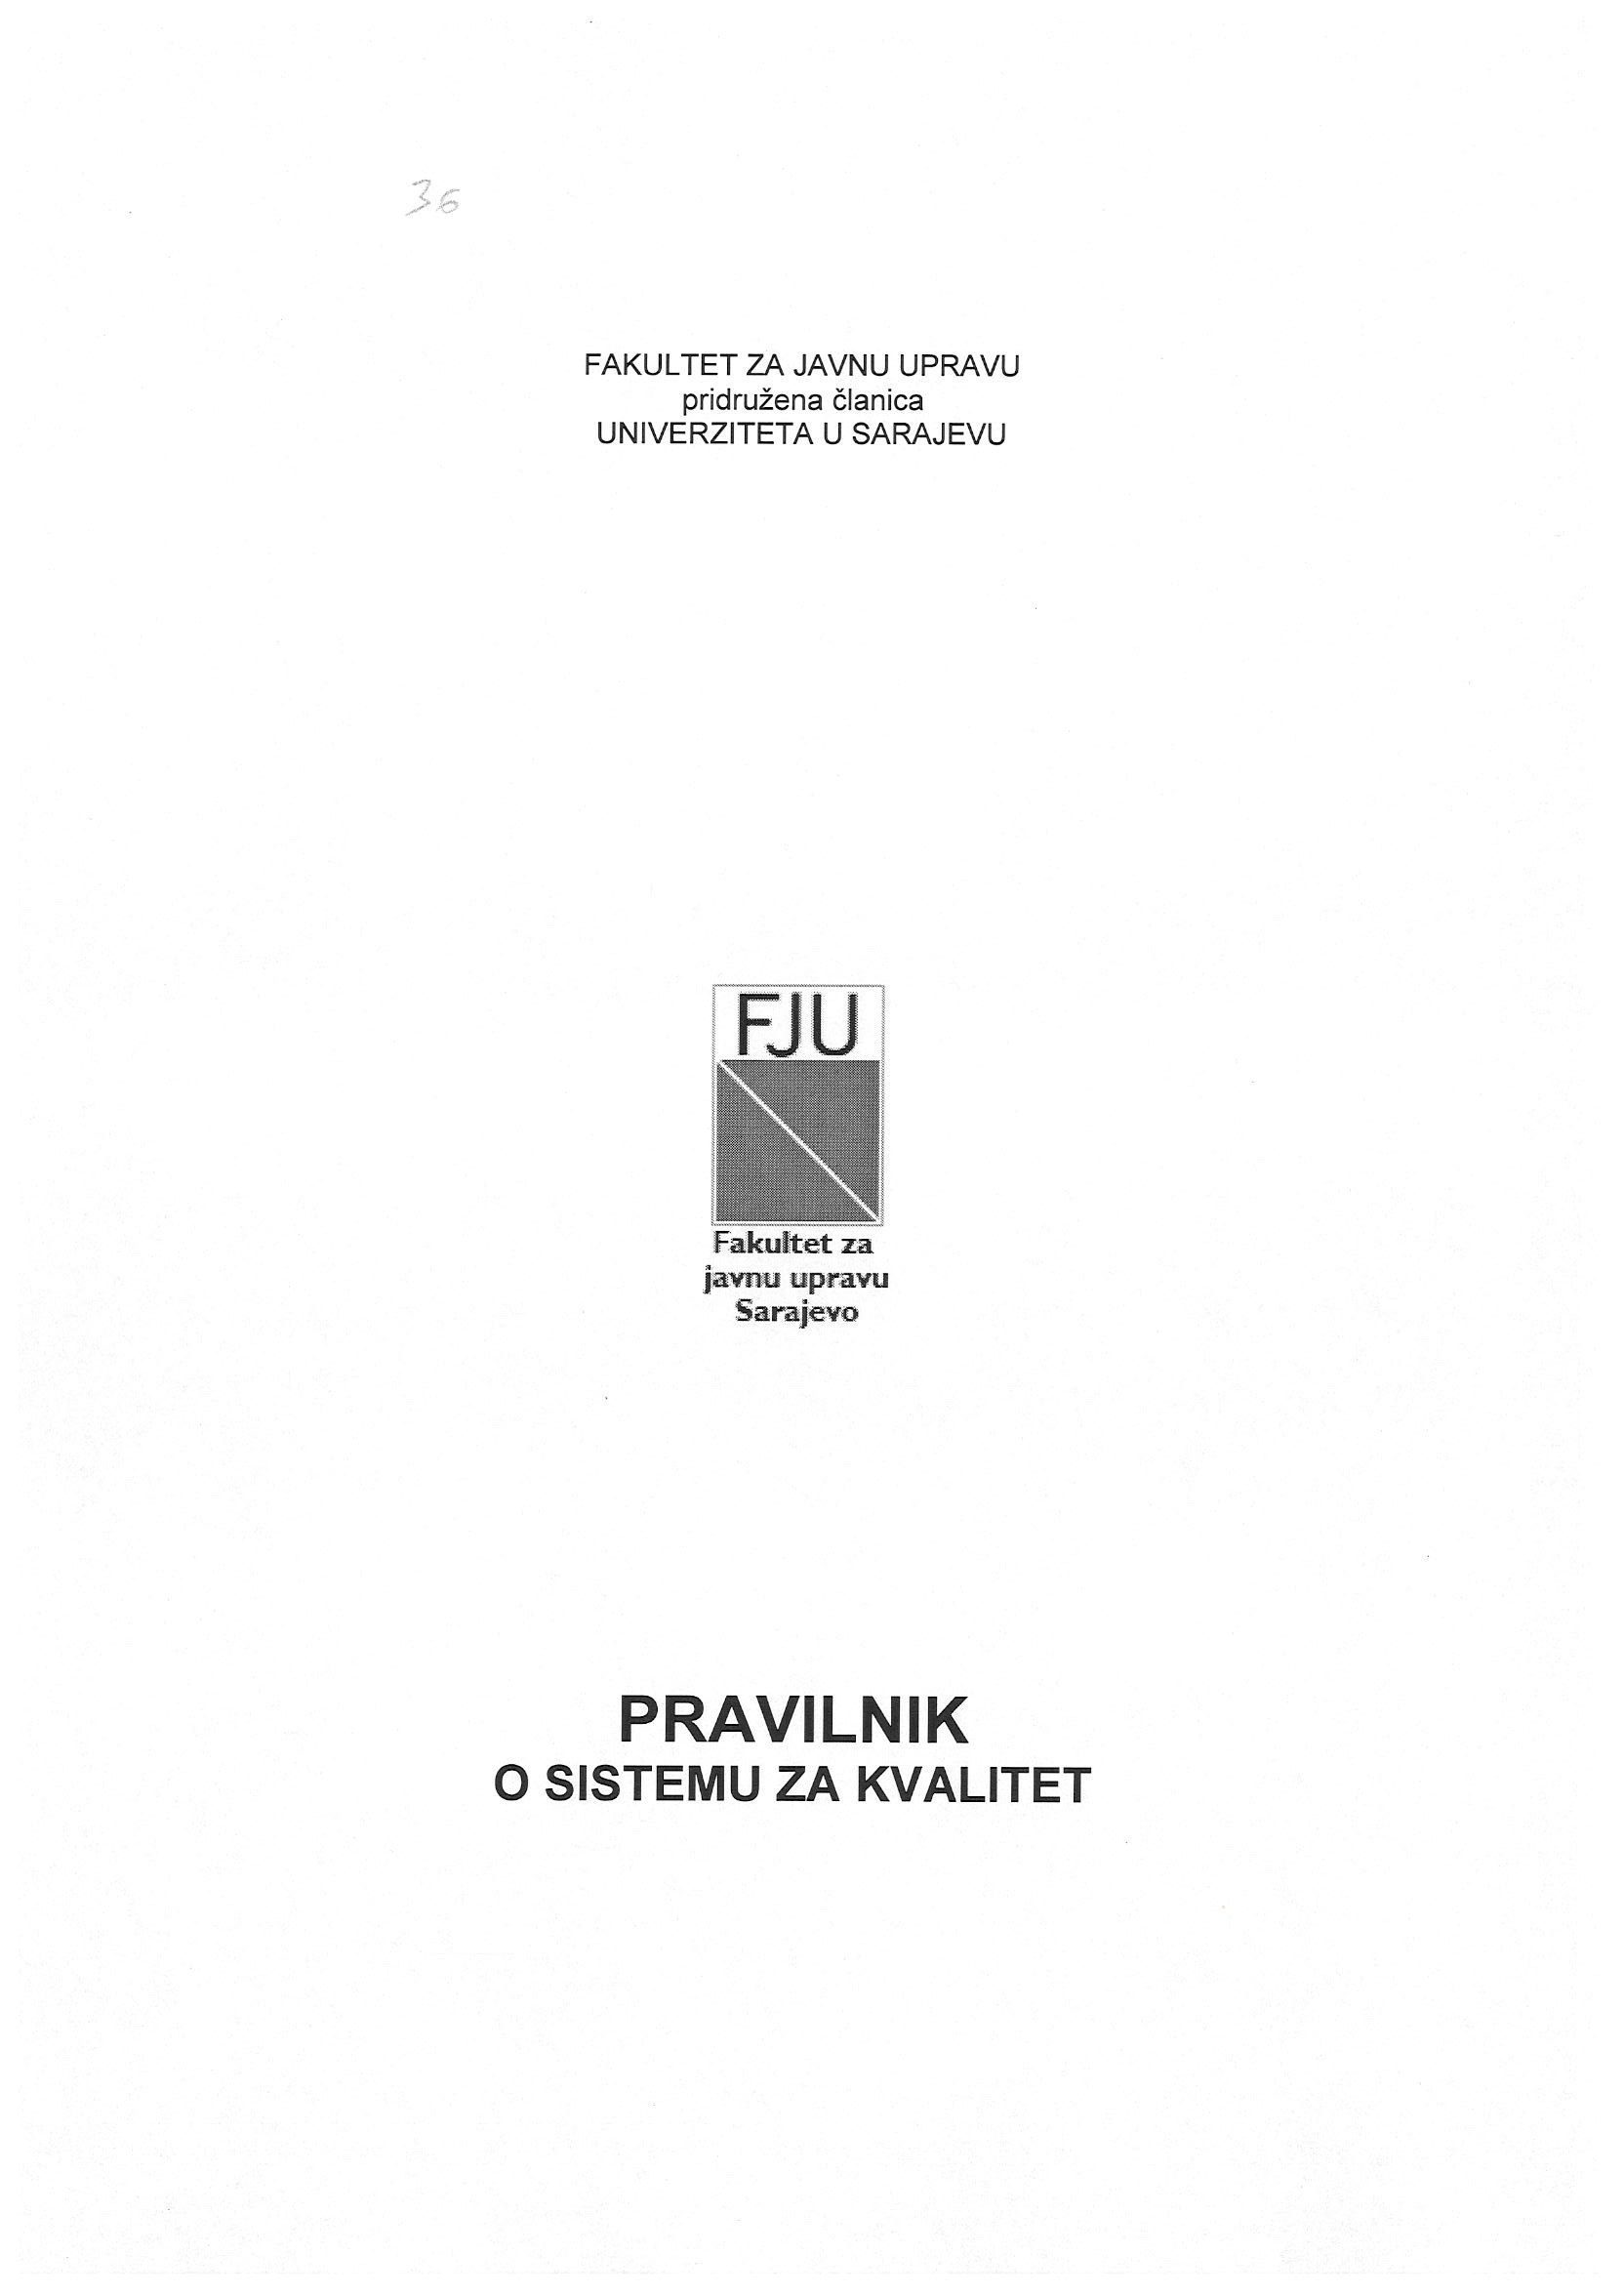 36
FAKULTET ZA JAVNU UPRAVU
pridružena članica
UNIVERZITETA U SARAJEVU
FJU
Fakultet za
javnu upravu
Sarajevo
PRAVILNIK
O SISTEMU ZA KVALITET